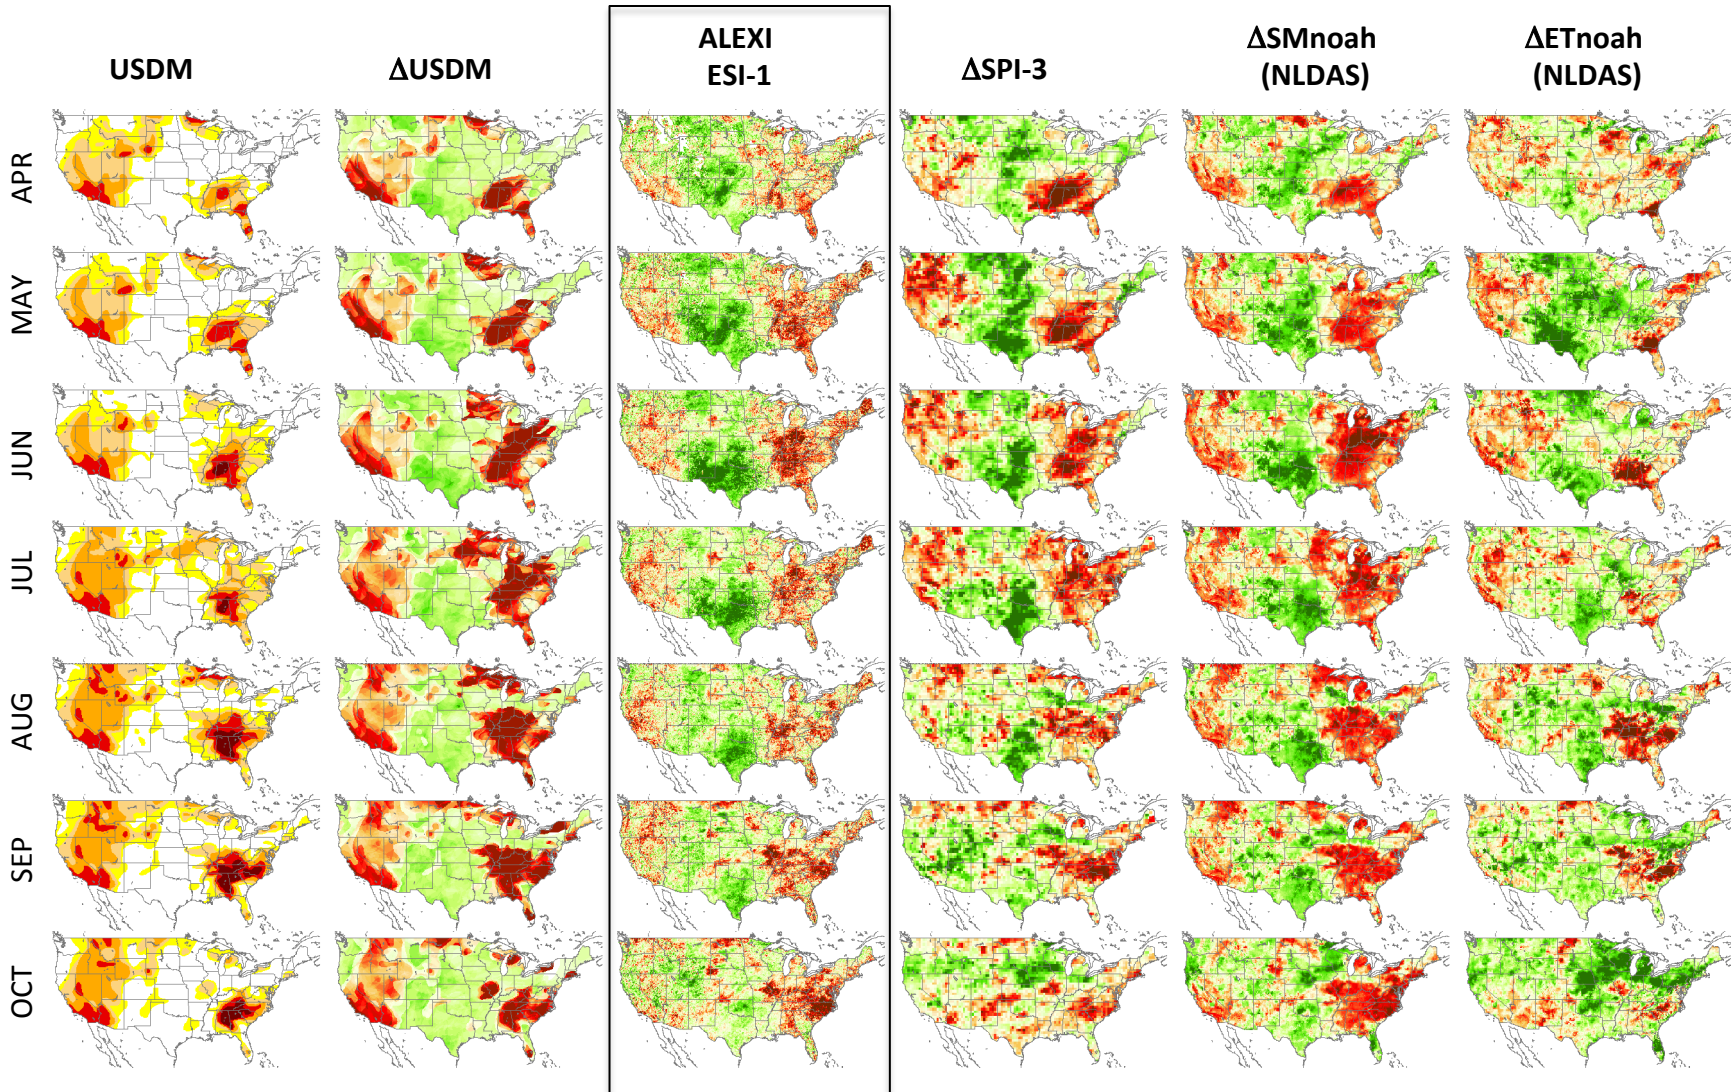 USDM
ΔUSDM
ALEXI
ESI-1
ΔSPI-3
ΔSMnoah
(NLDAS)
ΔETnoah
(NLDAS)
APR
MAY
JUN
JUL
AUG
SEP
OCT